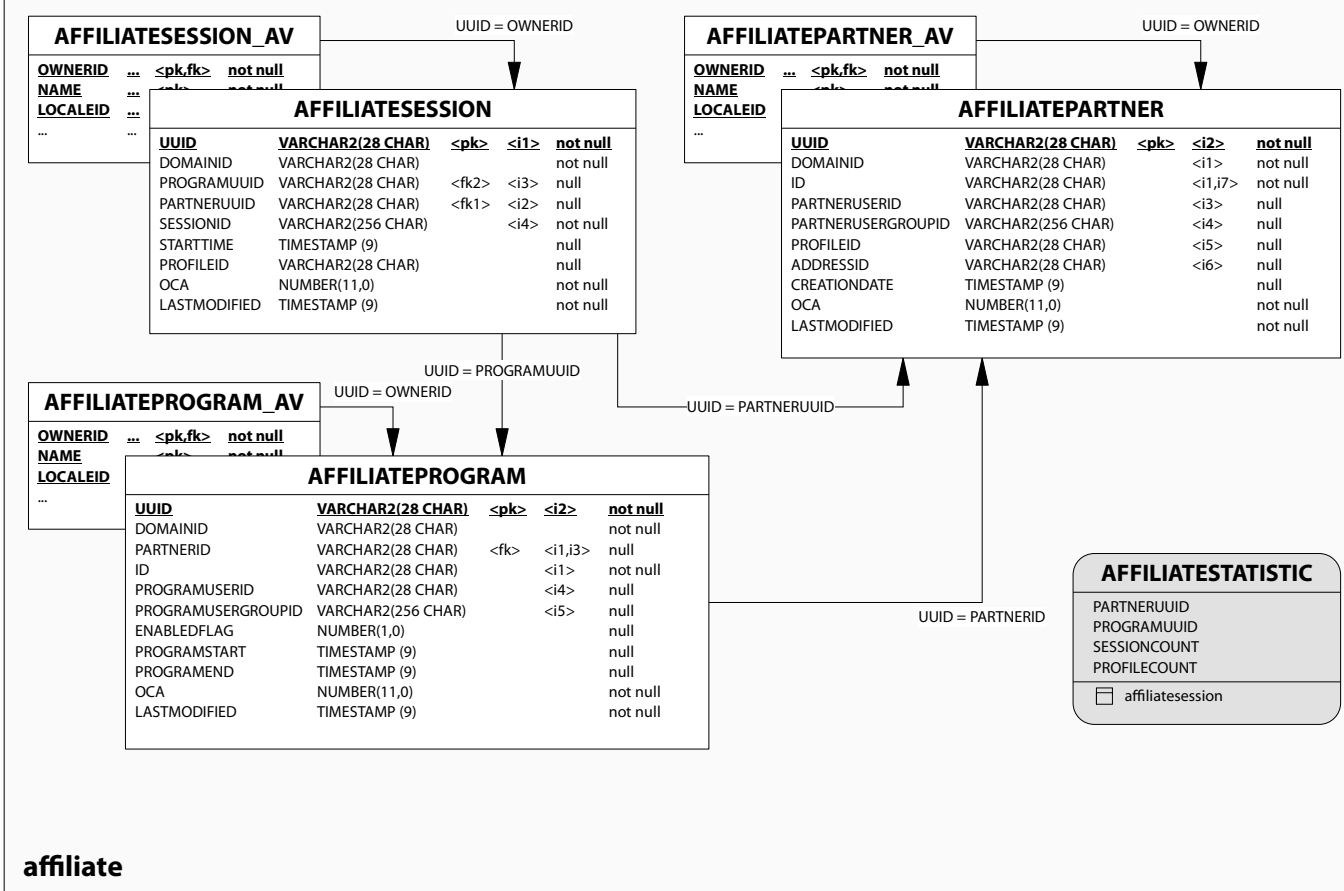 UUID = OWNERID
AFFILIATESESSION_AV
OWNERID ... <pk,fk> not null
NAME ... <pk> not null
LOCALEID ...
... ...
AFFILIATESESSION
UUID VARCHAR2(28 CHAR) <pk> <i1> not null
DOMAINID VARCHAR2(28 CHAR) not null
PROGRAMUUID VARCHAR2(28 CHAR) <fk2> <i3> null
PARTNERUUID VARCHAR2(28 CHAR) <fk1> <i2> null
SESSIONID VARCHAR2(256 CHAR) <i4> not null
STARTTIME TIMESTAMP (9) null
PROFILEID VARCHAR2(28 CHAR) null
OCA NUMBER(11,0) not null
LASTMODIFIED TIMESTAMP (9) not null
UUID = OWNERID
AFFILIATEPARTNER_AV
OWNERID ... <pk,fk> not null
NAME <pk> not null
LOCALEID
...
AFFILIATEPARTNER
UUID VARCHAR2(28 CHAR) <pk> <i2> not null
DOMAINID VARCHAR2(28 CHAR) <i1> not null
ID VARCHAR2(28 CHAR) <i1,i7> not null
PARTNERUSERID VARCHAR2(28 CHAR) <i3> null
PARTNERUSERGROUPID VARCHAR2(256 CHAR) <i4> null
PROFILEID VARCHAR2(28 CHAR) <i5> null
ADDRESSID VARCHAR2(28 CHAR) <i6> null
CREATIONDATE TIMESTAMP (9) null
OCA NUMBER(11,0) not null
LASTMODIFIED TIMESTAMP (9) not null
UUID = PROGRAMUUID
UUID = OWNERID
UUID = PARTNERUUID
AFFILIATEPROGRAM_AV
OWNERID ... <pk,fk> not null
NAME <pk> not null
LOCALEID
...
AFFILIATEPROGRAM
UUID VARCHAR2(28 CHAR) <pk> <i2> not null
DOMAINID VARCHAR2(28 CHAR) not null
PARTNERID VARCHAR2(28 CHAR) <fk> <i1,i3> null
ID VARCHAR2(28 CHAR) <i1> not null
PROGRAMUSERID VARCHAR2(28 CHAR) <i4> null
PROGRAMUSERGROUPID VARCHAR2(256 CHAR) <i5> null
ENABLEDFLAG NUMBER(1,0) null
PROGRAMSTART TIMESTAMP (9) null
PROGRAMEND TIMESTAMP (9) null
OCA NUMBER(11,0) not null
LASTMODIFIED TIMESTAMP (9) not null
UUID = PARTNERID
AFFILIATESTATISTIC
PARTNERUUID
PROGRAMUUID
SESSIONCOUNT
PROFILECOUNT
affiliatesession
affiliate